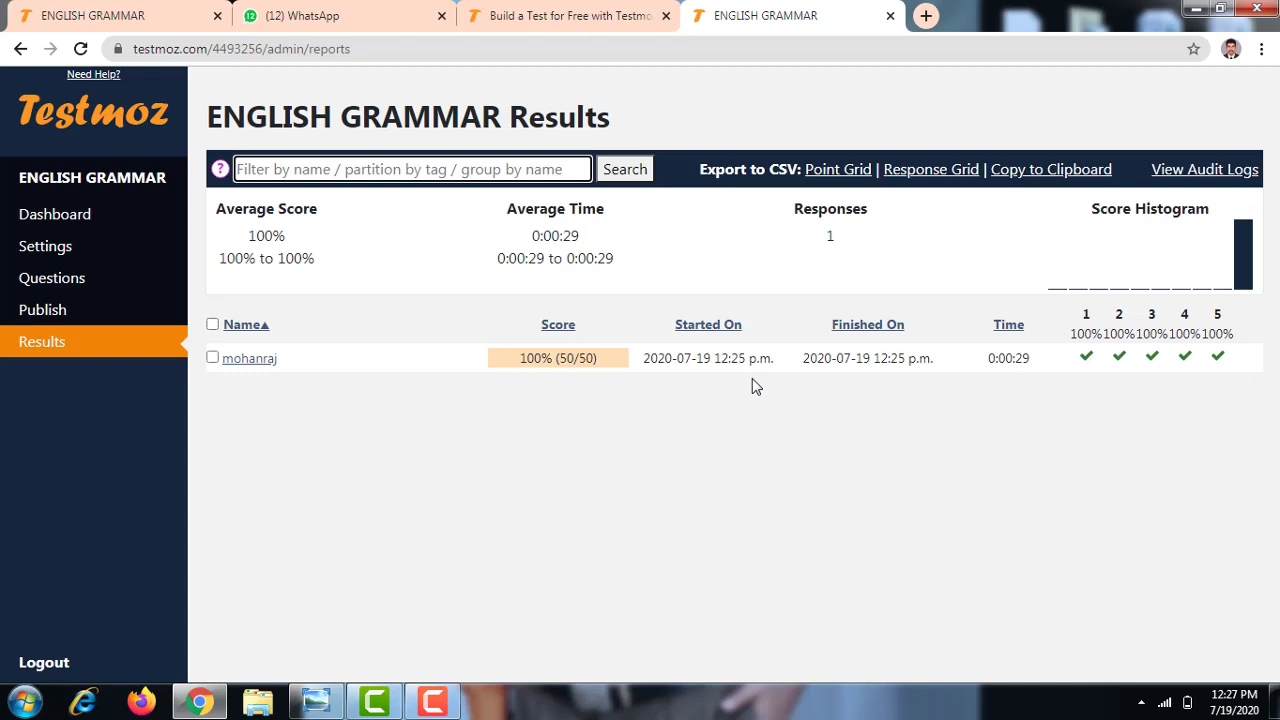 ENGLISH GRAMMAR
(12) WhatsApp
Build a Test for Free with Testmo
ENGLISH GRAMMAR
testmoz.com/4493256/admin/reports
Need Help?
Testmoz
ENGLISH GRAMMAR
Dashboard
Settings
Questions
Publish
Results
Logout
ENGLISH GRAMMAR Results
? Filter by name / partition by tag / group by name Search Export to CSV: Point Grid | Response Grid | Copy to Clipboard View Audit Logs
Average Score Average Time Responses Score Histogram
100% 0:00:29 1
100% to 100% 0:00:29 to 0:00:29
Name▲ Score Started On Finished On Time 1 2 3 4 5
100% 100% 100% 100% 100%
mohanraj 100% (50/50) 2020-07-19 12:25 p.m. 2020-07-19 12:25 p.m. 0:00:29
12:27 PM
7/19/2020